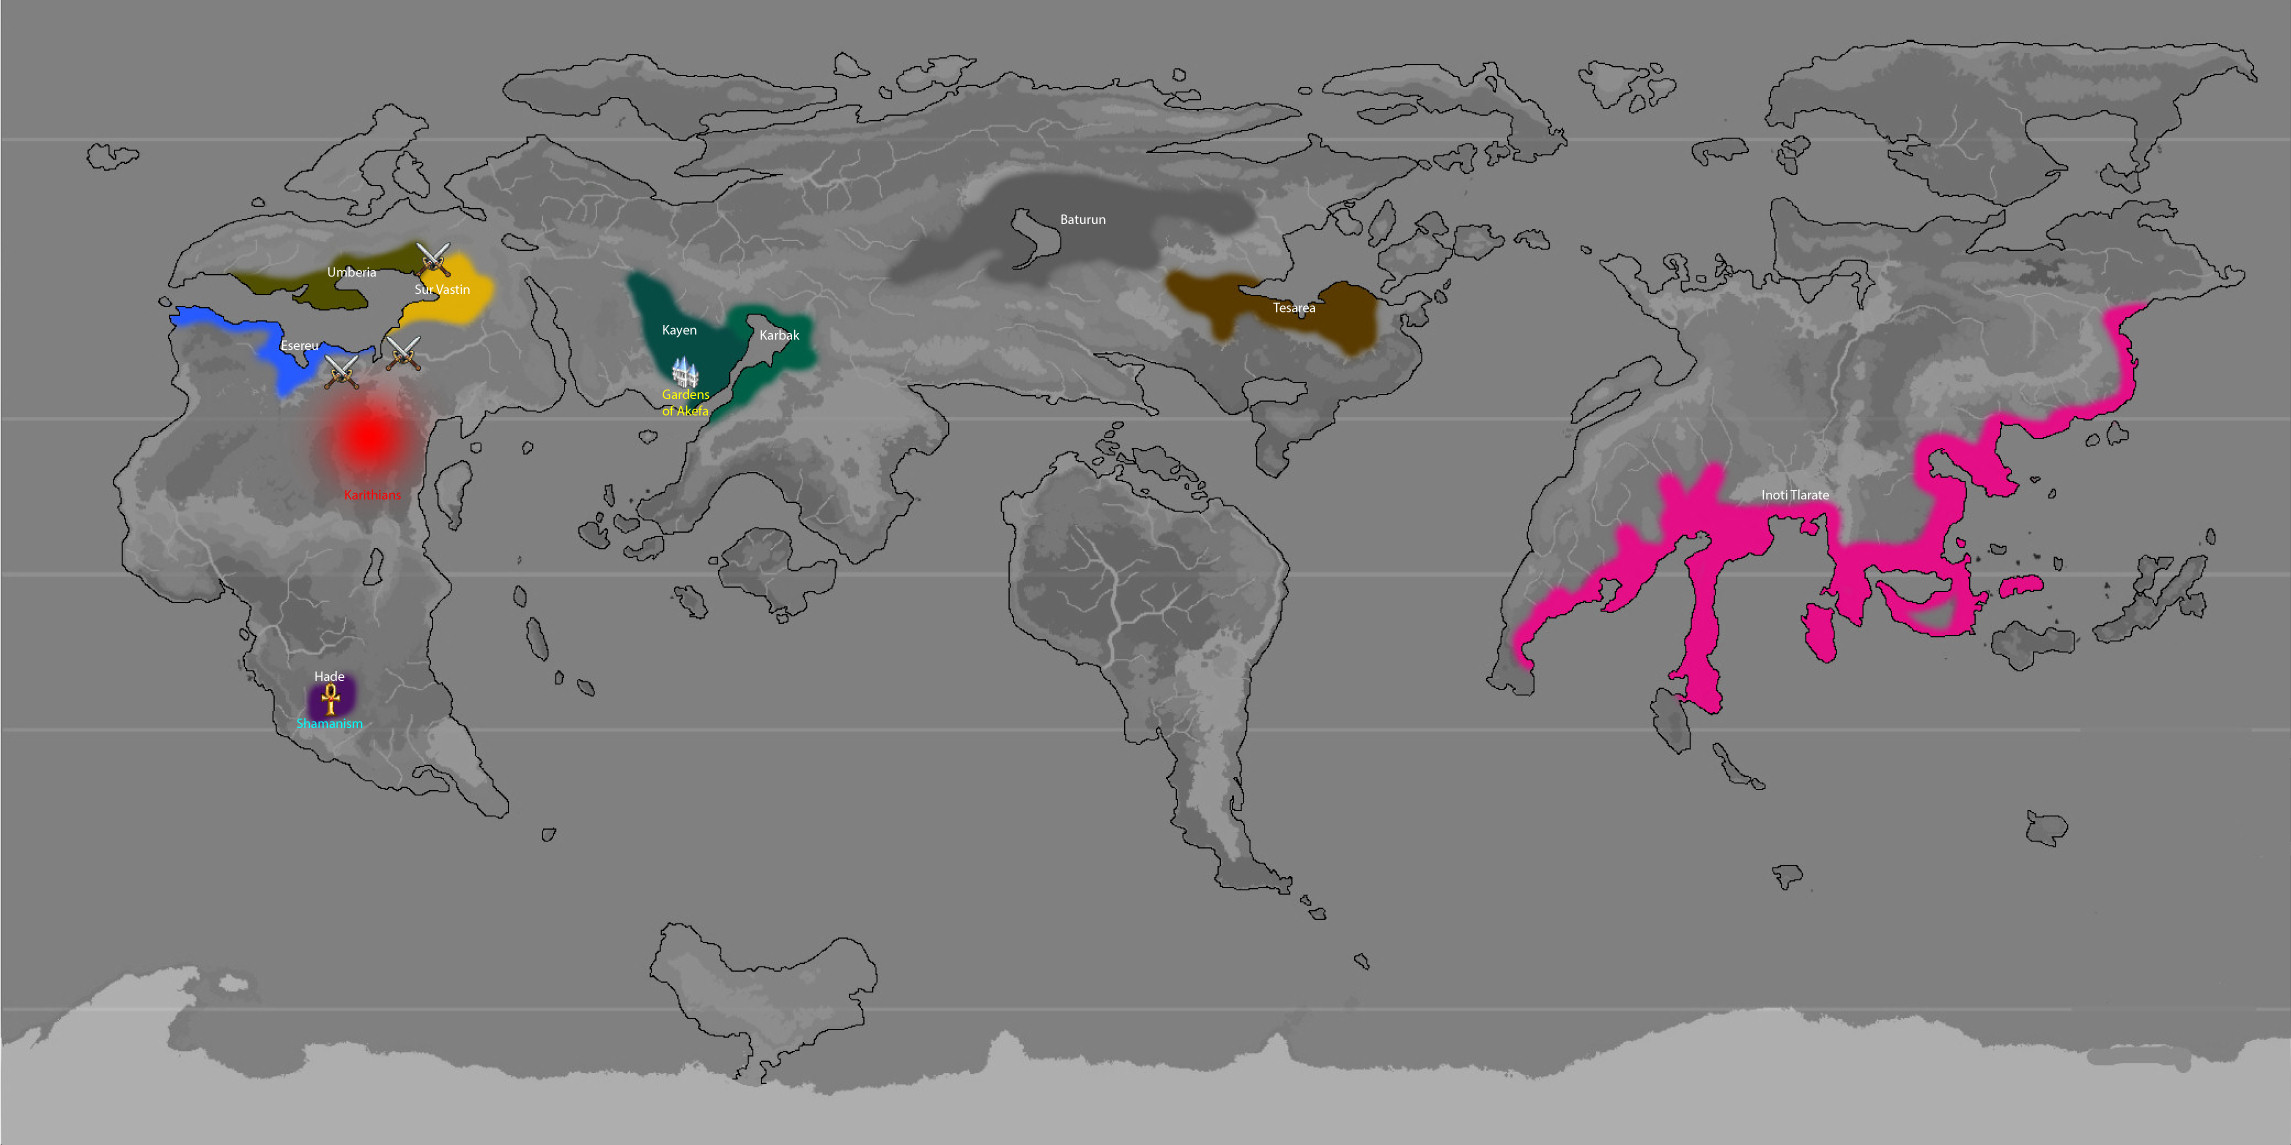 Baturun
Umberia
Sur Vastin
Tesarea
Kayen
Karbak
Esereu
Gardens
of Akefa
Karithians
Inoti Tlarate
Hade
Shamanism